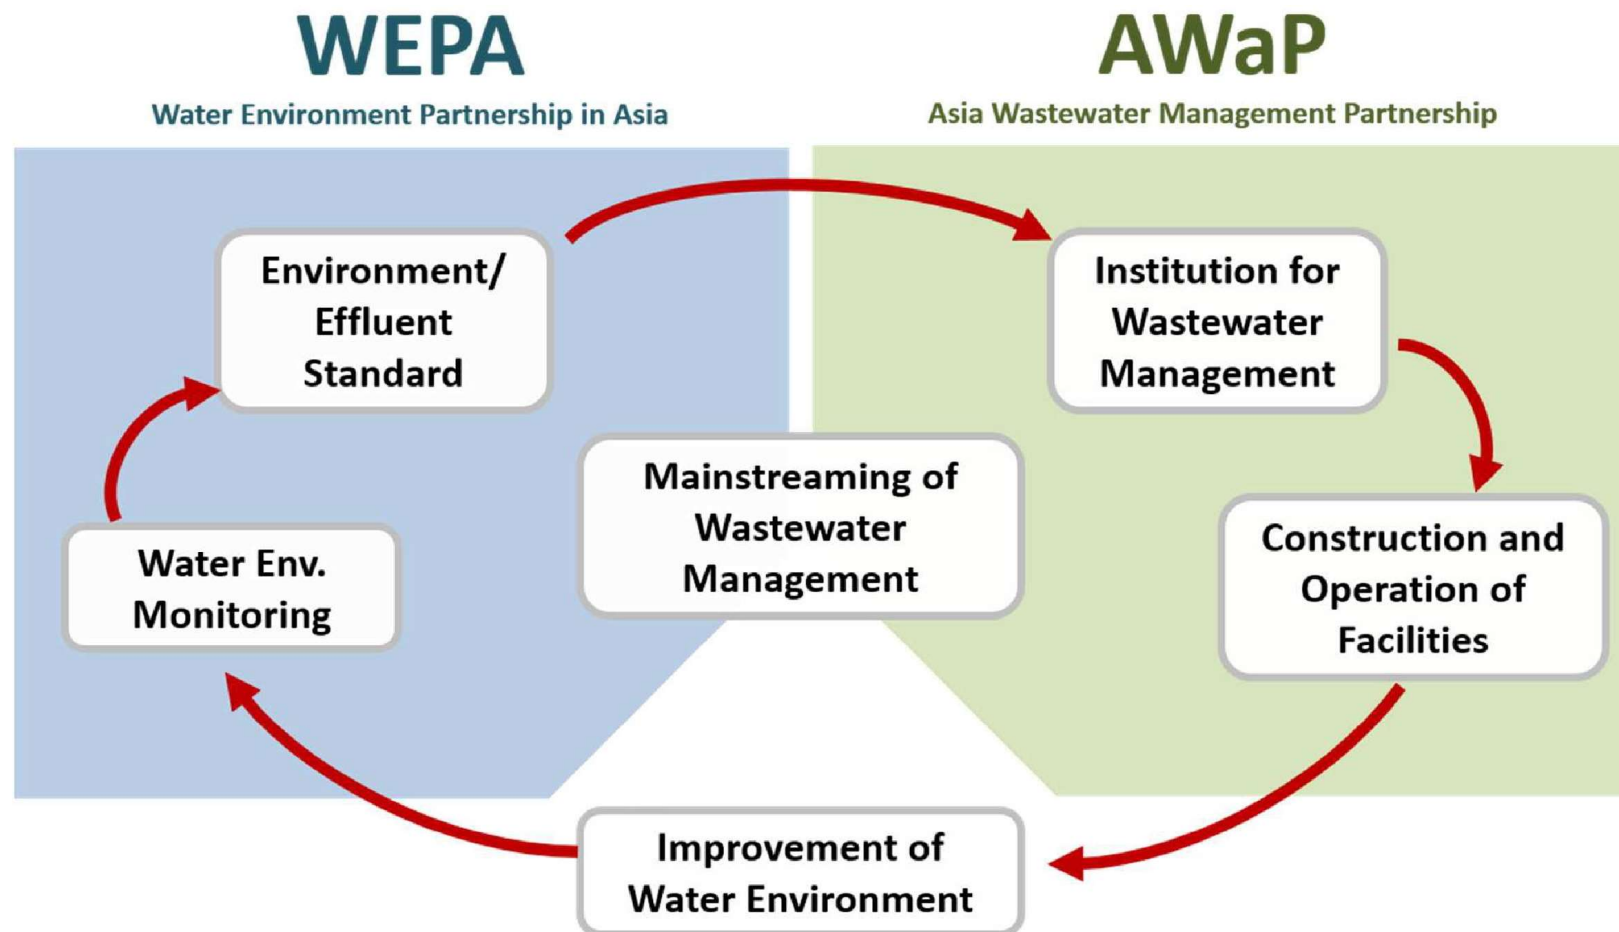 WEPA
Water Environment Partnership in Asia
AWaP
Asia Wastewater Management Partnership
Environment/
Effluent
Standard
Institution for
Wastewater
Management
Mainstreaming of
Wastewater
Management
Water Env.
Monitoring
Construction and
Operation of
Facilities
Improvement of
Water Environment